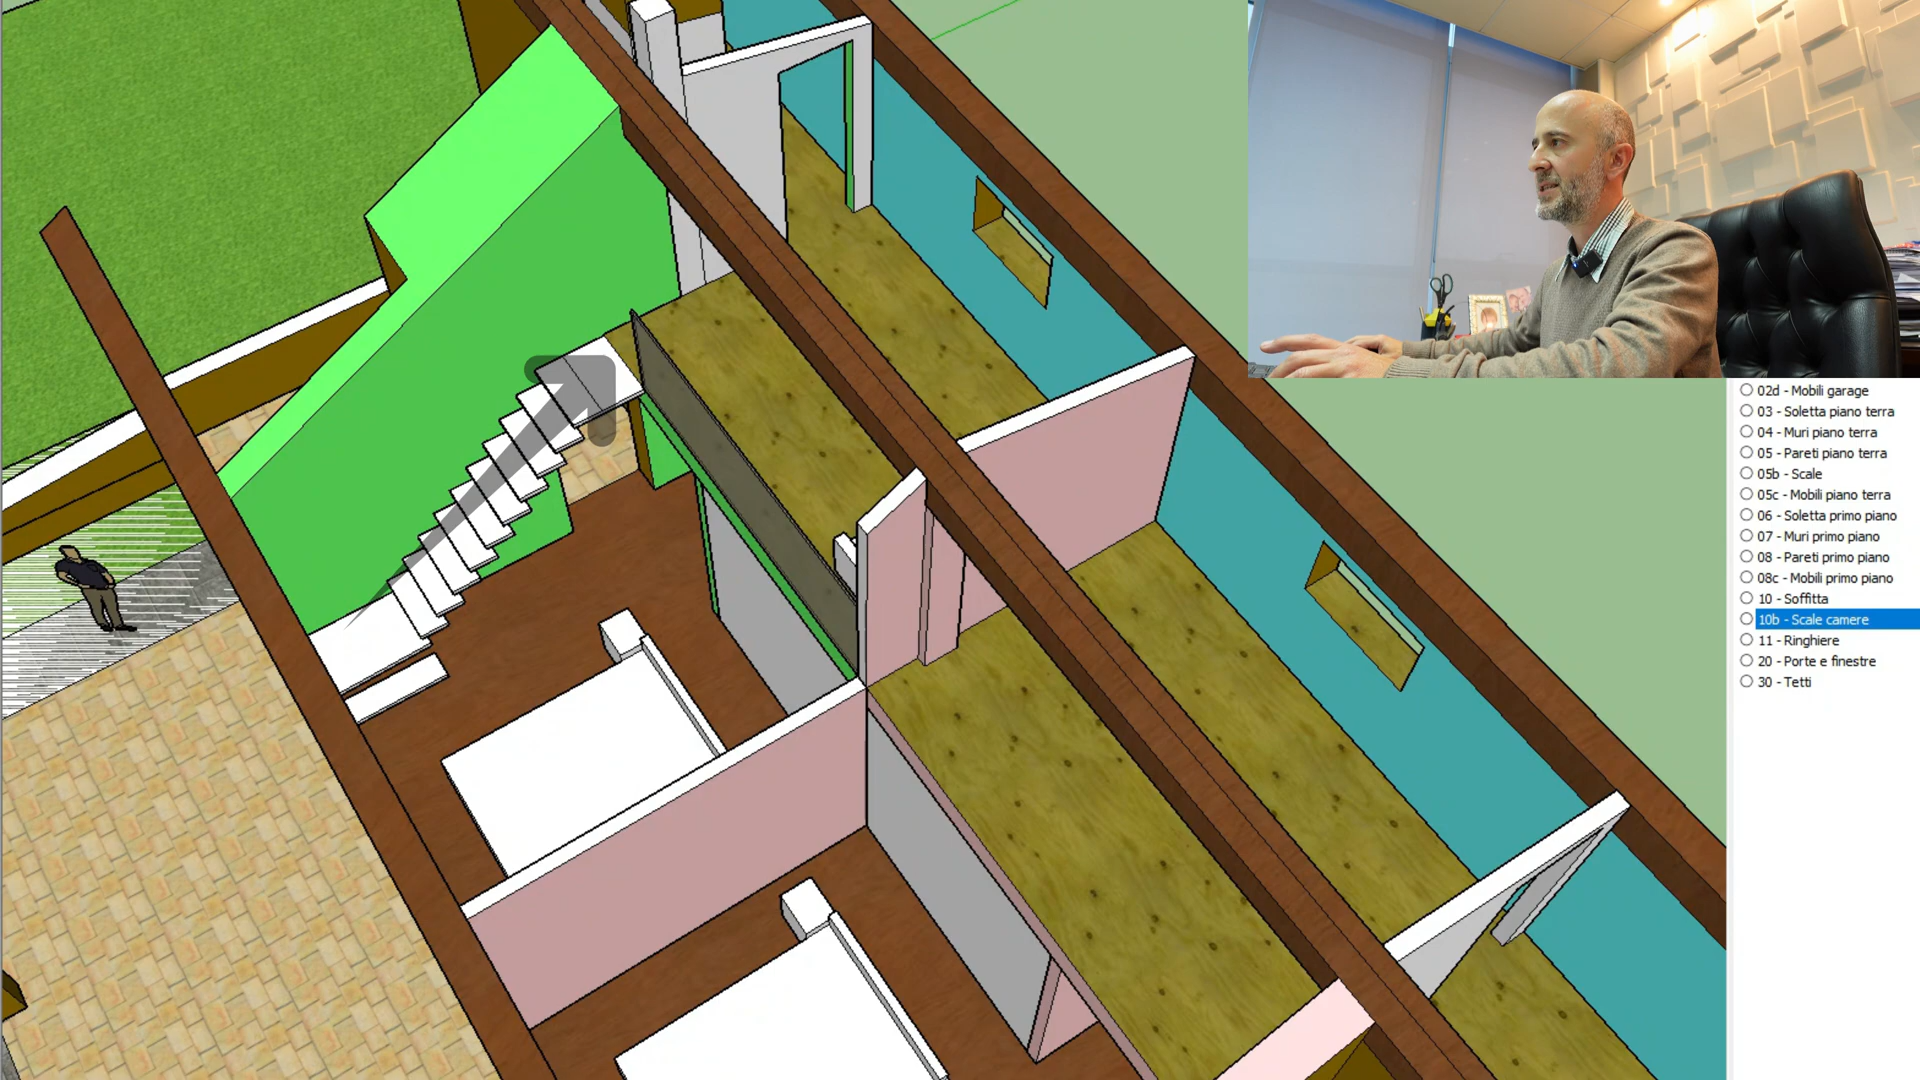 02d - Mobili garage
03 - Soletta piano terra
04 - Muri piano terra
05 - Pareti piano terra
05b - Scale
05c - Mobili piano terra
06 - Soletta primo piano
07 - Muri primo piano
08 - Pareti primo piano
08c - Mobili primo piano
10 - Soffitta
10b - Scale camere
11 - Ringhiere
20 - Porte e finestre
30 - Tetti